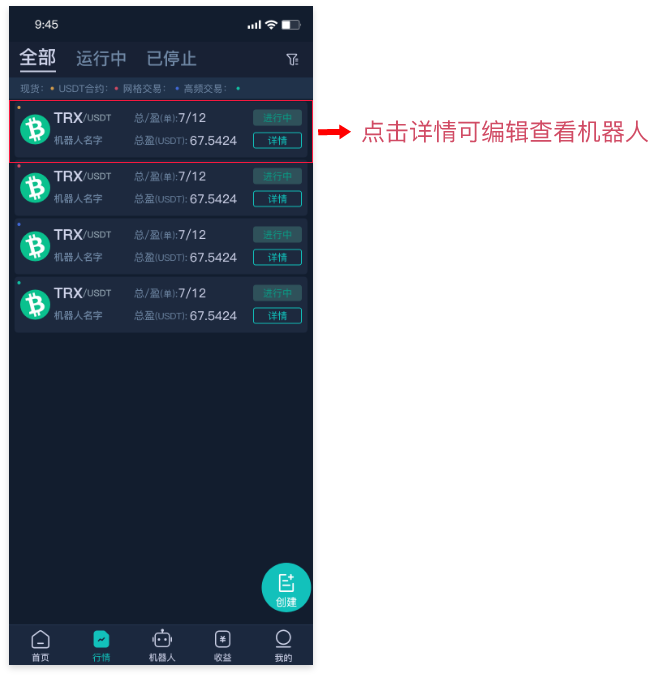 9:45
全部 运行中 已停止
现货： USDT合约： 网格交易： 高频交易：
TRX/USDT 总/盈(单):7/12 进行中
机器人名字 总盈(USDT): 67.5424 详情
点击详情可编辑查看机器人
TRX/USDT 总/盈(单):7/12 进行中
机器人名字 总盈(USDT): 67.5424 详情
TRX/USDT 总/盈(单):7/12 进行中
机器人名字 总盈(USDT): 67.5424 详情
TRX/USDT 总/盈(单):7/12 进行中
机器人名字 总盈(USDT): 67.5424 详情
创建
首页 行情 机器人 收益 我的